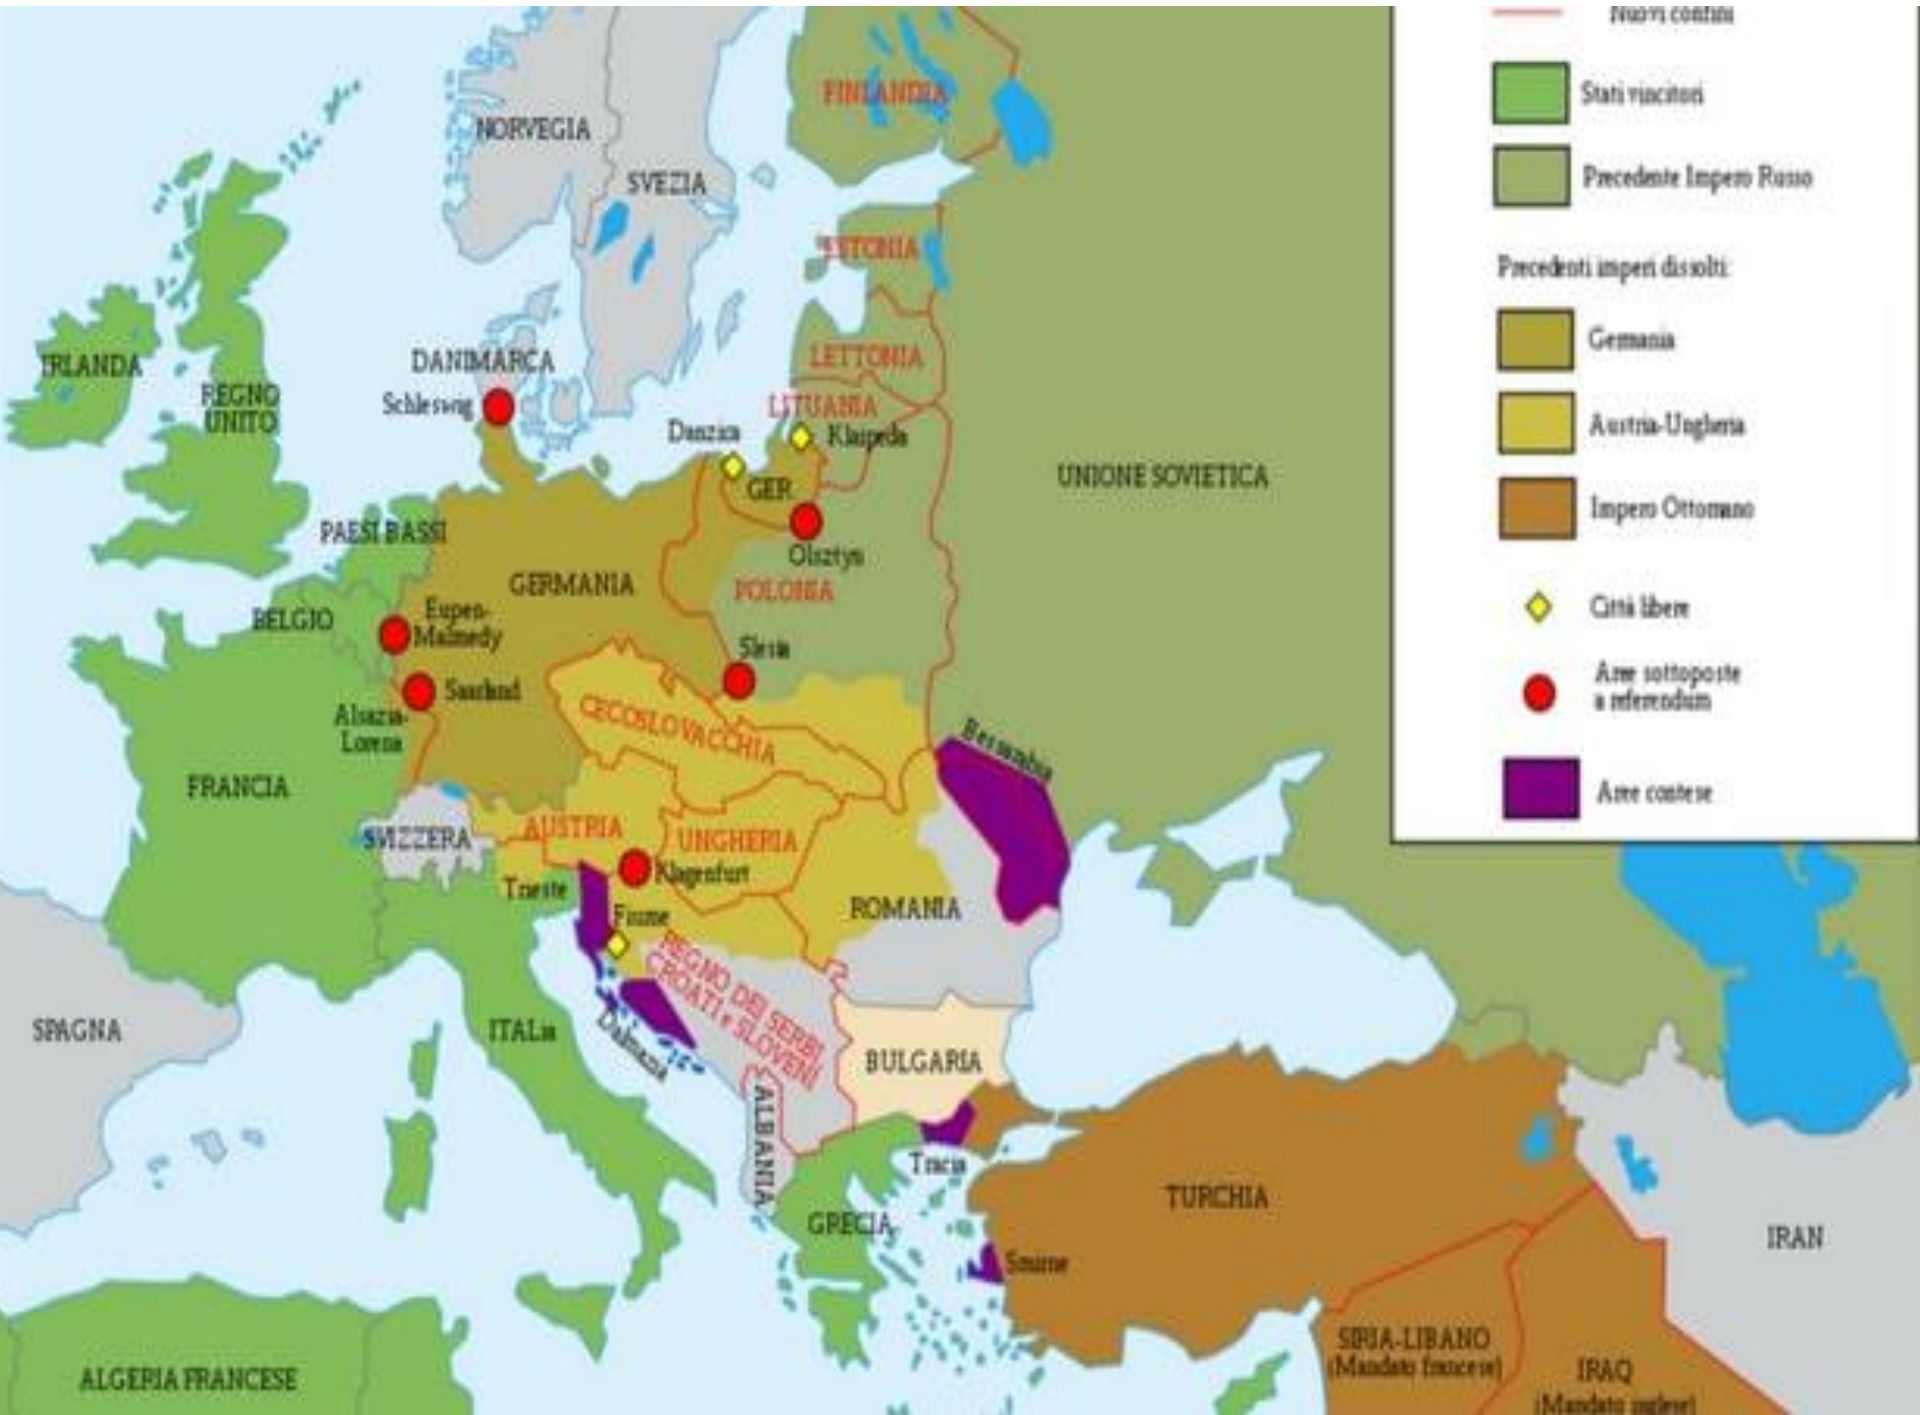 Nuovi confini
Stati vincitori
Precedente Impero Russo
Precedenti imperi dissolti:
Germania
Austria-Ungheria
Impero Ottomano
Città libere
Aree sottoposte
a referendum
Aree contese
FINLANDIA
NORVEGIA
SVEZIA
ESTONIA
LETTONIA
LITUANIA
IRLANDA
REGNO
UNITO
DANIMARCA
Schleswig
Danzica
Klaipeda
GER
Olsztyn
UNIONE SOVIETICA
PAESI BASSI
GERMANIA
POLONIA
BELGIO
Eupen-
Malmedy
Slesia
Saarland
Alsazia-
Lorena
CECOSLOVACCHIA
Bessarabia
FRANCIA
SVIZZERA
AUSTRIA
UNGHERIA
Klagenfurt
Trieste
Fiume
ROMANIA
REGNO DEI SERBI
CROATI e SLOVENI
SPAGNA
ITALia
Dalmazia
BULGARIA
ALBANIA
Tracia
GRECIA
TURCHIA
Smirne
IRAN
SIRIA-LIBANO
(Mandato francese)
IRAQ
(Mandato inglese)
ALGERIA FRANCESE